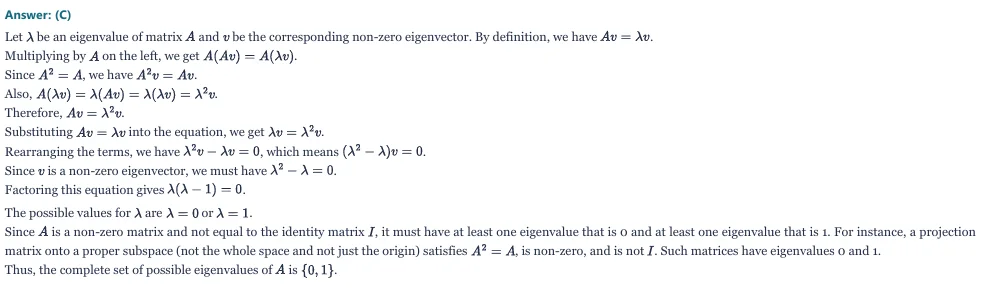 Answer: (C)
Let λ be an eigenvalue of matrix A and v be the corresponding non-zero eigenvector. By definition, we have Av = λv.
Multiplying by A on the left, we get A(Av) = A(λv).
Since A² = A, we have A²v = Av.
Also, A(λv) = λ(Av) = λ(λv) = λ²v.
Therefore, Av = λ²v.
Substituting Av = λv into the equation, we get λv = λ²v.
Rearranging the terms, we have λ²v − λv = 0, which means (λ² − λ)v = 0.
Since v is a non-zero eigenvector, we must have λ² − λ = 0.
Factoring this equation gives λ(λ − 1) = 0.
The possible values for λ are λ = 0 or λ = 1.
Since A is a non-zero matrix and not equal to the identity matrix I, it must have at least one eigenvalue that is 0 and at least one eigenvalue that is 1. For instance, a projection
matrix onto a proper subspace (not the whole space and not just the origin) satisfies A² = A, is non-zero, and is not I. Such matrices have eigenvalues 0 and 1.
Thus, the complete set of possible eigenvalues of A is {0, 1}.